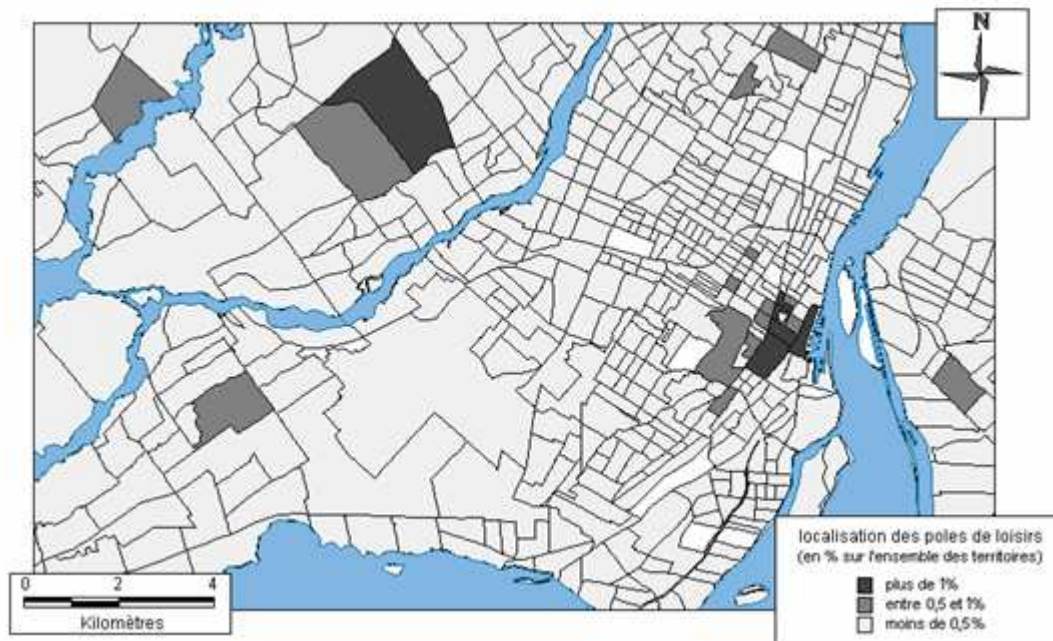 N
localisation des poles de loisirs
(en % sur l'ensemble des territoires)
plus de 1%
entre 0,5 et 1%
moins de 0,5%
0 2 4
Kilomètres